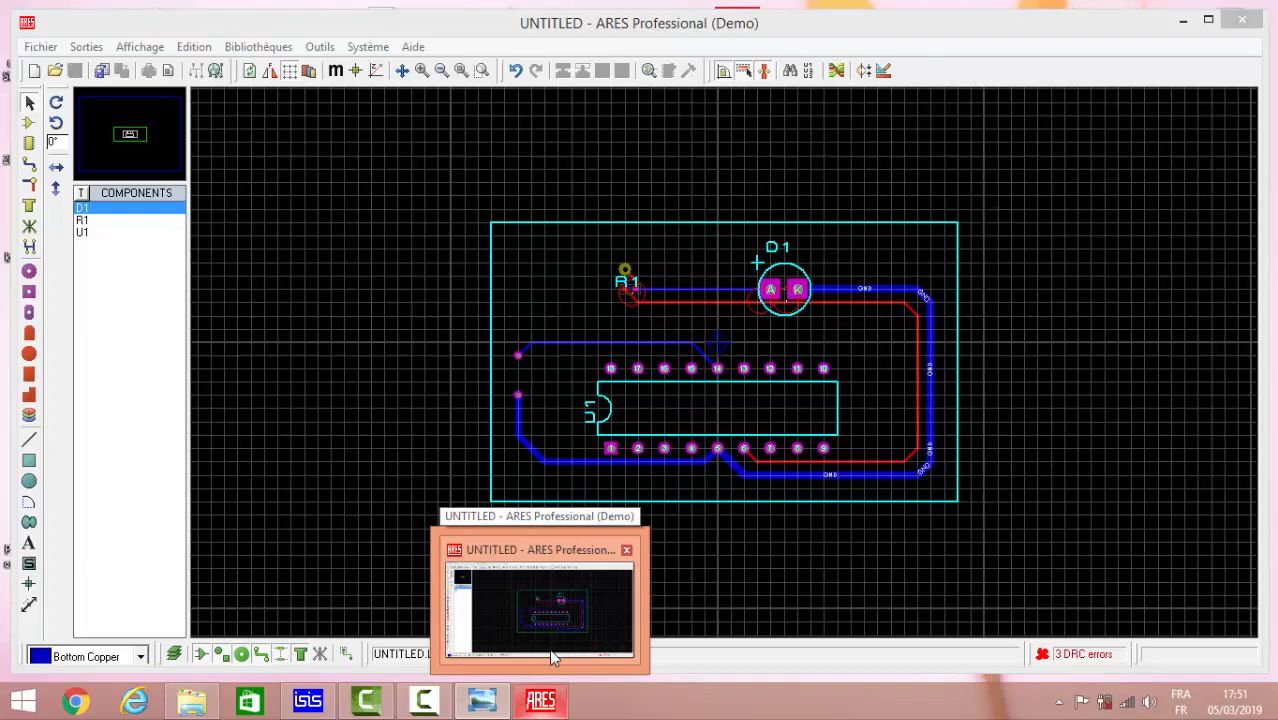 UNTITLED - ARES Professional (Demo)
Fichier Sorties Affichage Edition Bibliothèques Outils Système Aide
0°
T COMPONENTS
D1
R1
U1
D1
R1
A K
GND
GND
GND
18 17 16 15 14 13 12 11 10
U1
1 2 3 4 5 6 7 8 9
GND
GND
GND
UNTITLED - ARES Professional (Demo)
ARES UNTITLED - ARES Profession...
Bottom Copper
UNTITLED L
3 DRC errors
isis
ARES
FRA
FR
17:51
05/03/2019